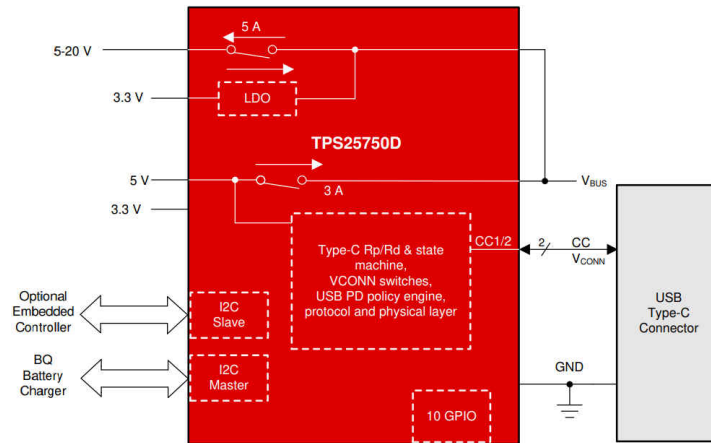 5 A
5-20 V
3.3 V
LDO
TPS25750D
5 V
3 A
V_BUS
3.3 V
Type-C Rp/Rd & state
machine,
VCONN switches,
USB PD policy engine,
protocol and physical layer
CC1/2
2
CC
V_CONN
USB
Type-C
Connector
Optional
Embedded
Controller
I2C
Slave
BQ
Battery
Charger
I2C
Master
GND
10 GPIO